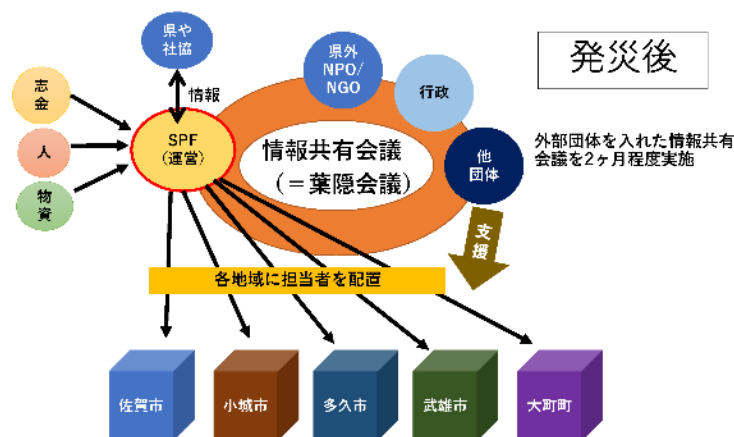 県や
社協
県外
NPO/
NGO
行政
発災後
志
金
情報
人
物
資
SPF
（運営）
情報共有会議
（＝葉隠会議）
他
団体
外部団体を入れた情報共有
会議を2ヶ月程度実施
支
援
各地域に担当者を配置
佐賀市
小城市
多久市
武雄市
大町町